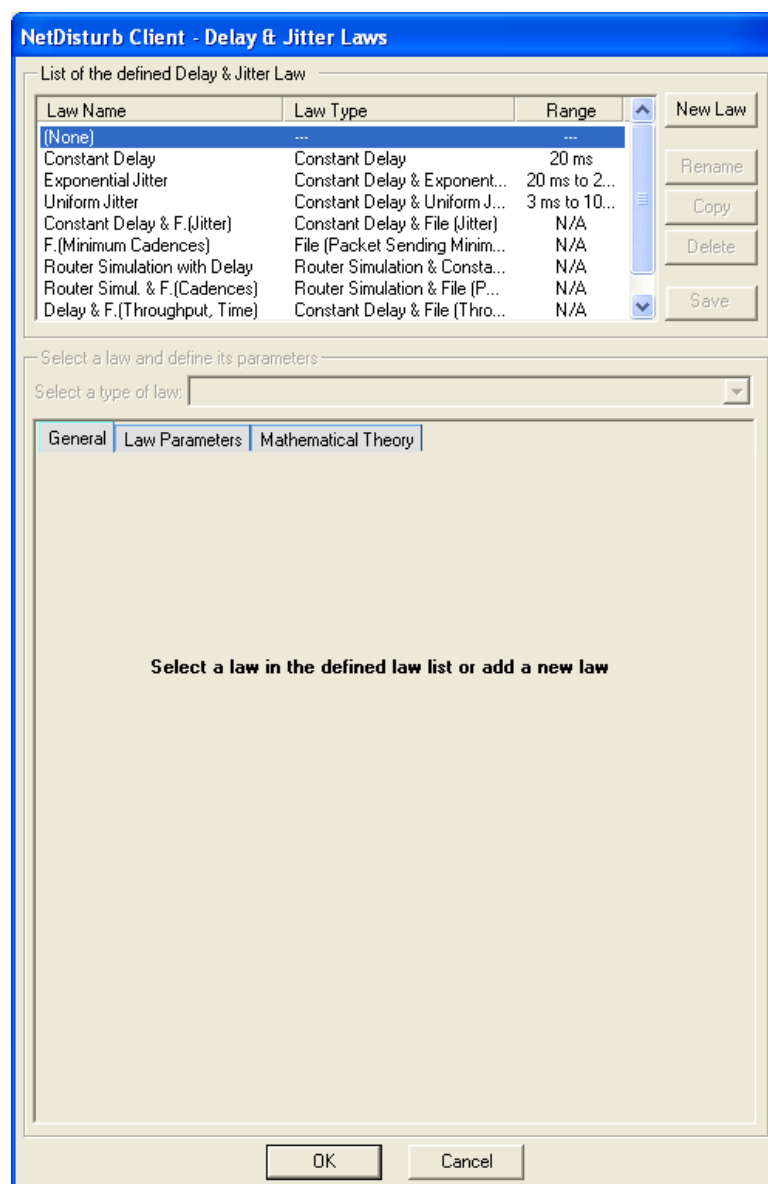 NetDisturb Client - Delay & Jitter Laws
List of the defined Delay & Jitter Law
Law Name Law Type Range
New Law
(None) --- ---
Constant Delay Constant Delay 20 ms
Rename
Exponential Jitter Constant Delay & Exponent... 20 ms to 2...
Uniform Jitter Constant Delay & Uniform J... 3 ms to 10...
Copy
Constant Delay & F.(Jitter) Constant Delay & File (Jitter) N/A
F.(Minimum Cadences) File (Packet Sending Minim... N/A
Delete
Router Simulation with Delay Router Simulation & Consta... N/A
Router Simul. & F.(Cadences) Router Simulation & File (P... N/A
Save
Delay & F.(Throughput, Time) Constant Delay & File (Thro... N/A
Select a law and define its parameters
Select a type of law:
General Law Parameters Mathematical Theory
Select a law in the defined law list or add a new law
OK Cancel